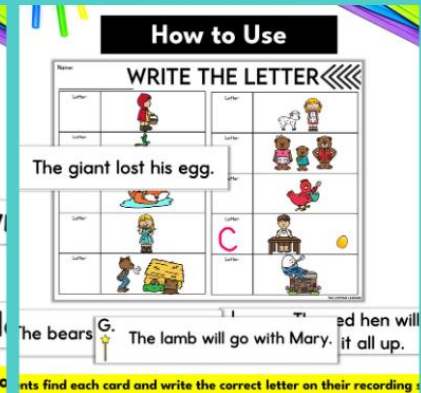 How to Use
Name:
WRITE THE LETTER
Letter
Letter
Letter
The giant lost his egg.
Letter
Letter
C
Letter
Letter
The bears
G.
The lamb will go with Mary.
ed hen will
it all up.
nts find each card and write the correct letter on their recording